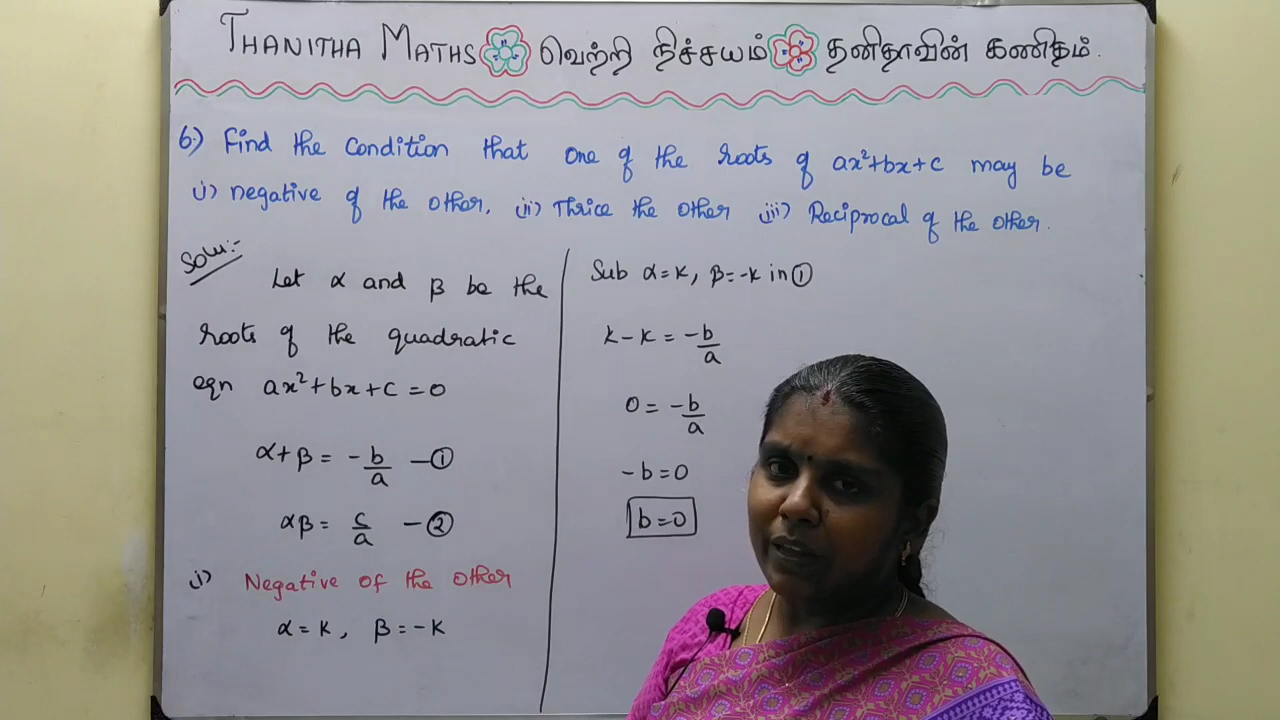 THANITHA MATHS வெற்றி நிச்சயம் தனிதாவின் கணிதம்.
6.) Find the Condition that one of the roots of ax²+bx+c may be
i) negative of the other. ii) Thrice the other iii) Reciprocal of the other.
Solu:-
Let α and β be the
roots of the quadratic
eqn ax²+bx+c=0
α+β = -b/a —①
αβ = c/a —②
i) Negative of the other
α=k, β=-k
Sub α=k, β=-k in ①
k-k = -b/a
0 = -b/a
-b=0
b=0